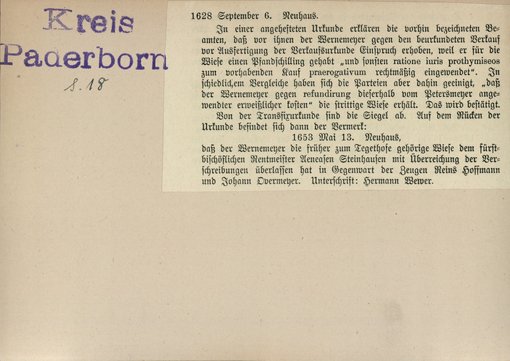 Kreis
Paderborn
S. 18
1628 September 6. Neuhaus.
In einer angehefteten Urkunde erklären die vorhin bezeichneten Be-
amten, daß vor ihnen der Wernemeyer gegen den beurkundeten Verkauf
vor Ausfertigung der Verkaufsurkunde Einspruch erhoben, weil er für die
Wiese einen Pfandschilling gehabt „und sonsten ratione iuris prothymiseos
zum vorhabenden Kauf praerogativum rechtmäßig eingewendet“. In
schiedlichem Vergleiche haben sich die Parteien aber dahin geeinigt, „daß
der Wernemeyer gegen refundirung dieserhalb vom Petersmeyer ange-
wendter erweißlicher kosten“ die strittige Wiese erhält. Das wird bestätigt.
Von der Transfixurkunde sind die Siegel ab. Auf dem Rücken der
Urkunde befindet sich dann der Vermerk:
1653 Mai 13. Neuhaus,
daß der Wernemeyer die früher zum Tegethofe gehörige Wiese dem fürst-
bischöflichen Rentmeister Aeneasen Steinhausen mit Überreichung der Ver-
schreibungen überlassen hat in Gegenwart der Zeugen Reins Hoffmann
und Johann Overmeyer. Unterschrift: Hermann Wewer.